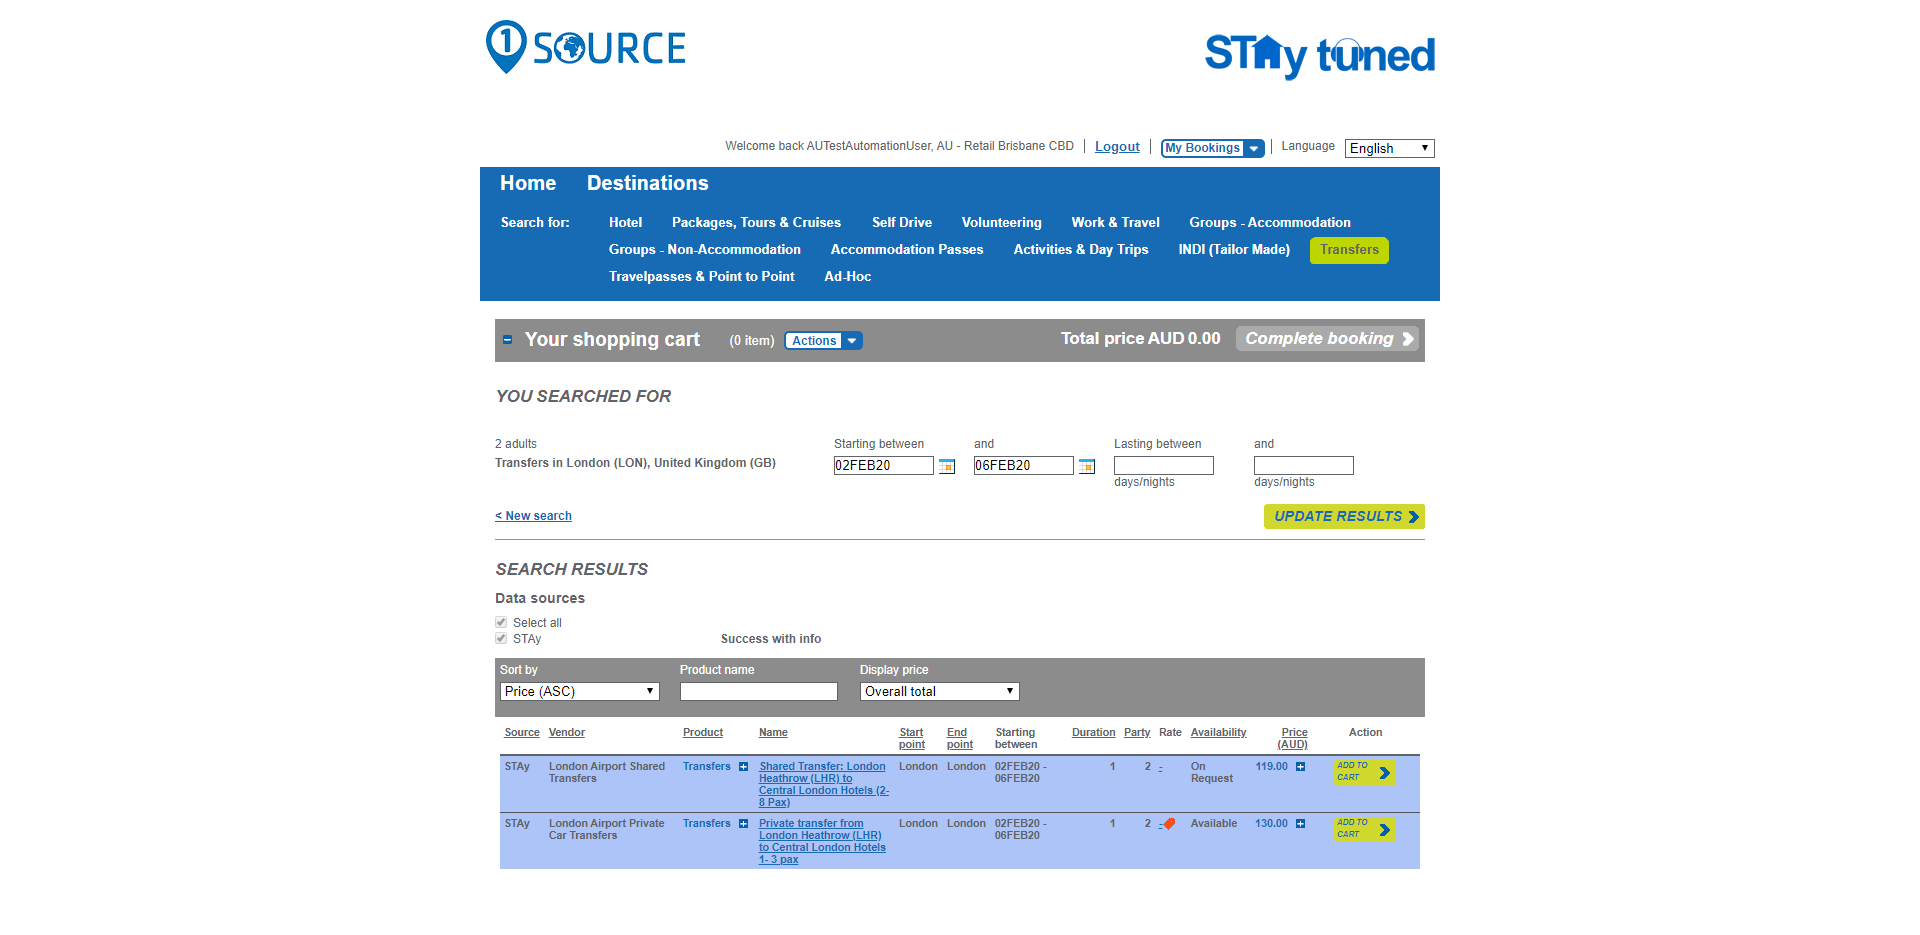 1 SOURCE
STAy tuned
Welcome back AUTestAutomationUser, AU - Retail Brisbane CBD | Logout | My Bookings | Language English
Home Destinations
Search for: Hotel Packages, Tours & Cruises Self Drive Volunteering Work & Travel Groups - Accommodation
Groups - Non-Accommodation Accommodation Passes Activities & Day Trips INDI (Tailor Made) Transfers
Travelpasses & Point to Point Ad-Hoc
Your shopping cart (0 item) Actions Total price AUD 0.00 Complete booking
YOU SEARCHED FOR
2 adults Starting between and Lasting between and
Transfers in London (LON), United Kingdom (GB) 02FEB20 06FEB20
days/nights days/nights
< New search UPDATE RESULTS
SEARCH RESULTS
Data sources
Select all
STAy Success with info
Sort by Product name Display price
Price (ASC) Overall total
Source Vendor Product Name Start point End point Starting between Duration Party Rate Availability Price (AUD) Action
STAy London Airport Shared Transfers Transfers Shared Transfer: London Heathrow (LHR) to Central London Hotels (2-8 Pax) London London 02FEB20 - 06FEB20 1 2 - On Request 119.00 ADD TO CART
STAy London Airport Private Car Transfers Transfers Private transfer from London Heathrow (LHR) to Central London Hotels 1- 3 pax London London 02FEB20 - 06FEB20 1 2 - Available 130.00 ADD TO CART